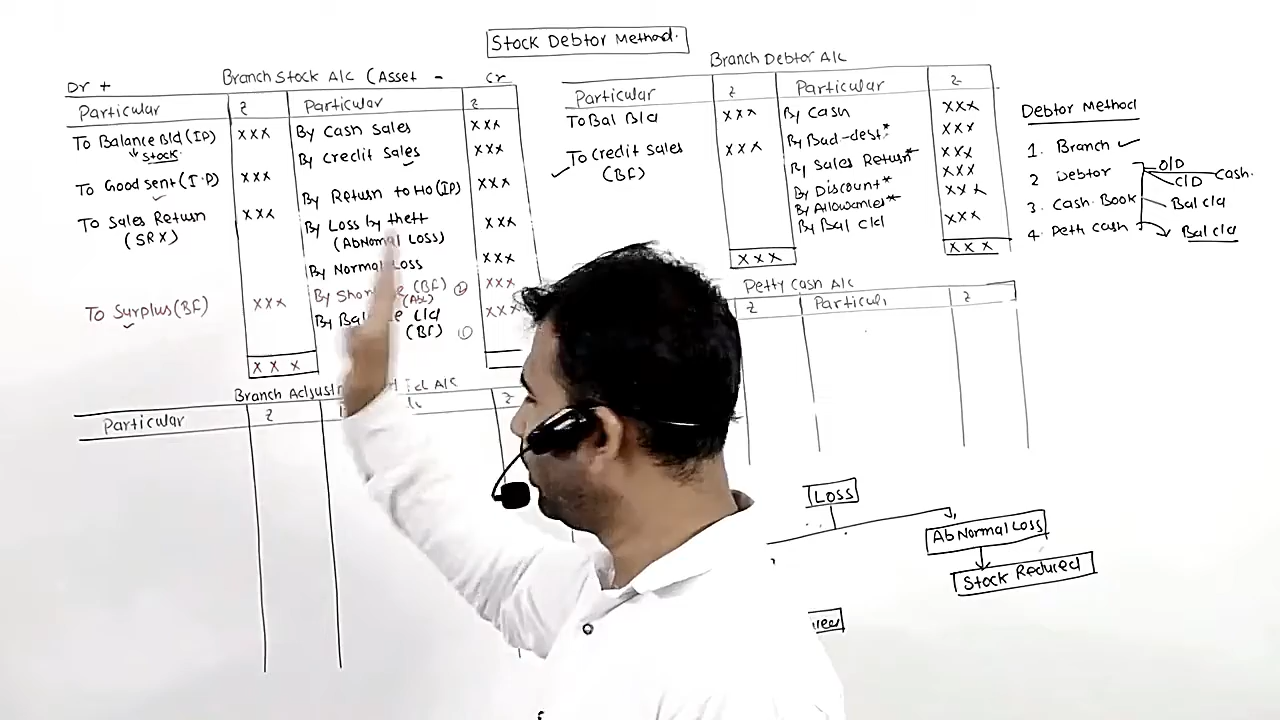 Stock Debtor Method.
Dr + Branch Stock A/c (Asset - Cr
Particular z Particular z
To Balance B/d (IP) xxx By Cash Sales xxx
↓ Stock.
By Credit Sales xxx
To Good Sent (I.P) xxx
By Return to Ho (IP) xxx
To Sales Return xxx
(SRX)
By Loss by theft xxx
(AbNormal Loss)
By Normal Loss xxx
By (BF) xxx
(ABL)
To Surplus (BF) xxx
C/d xxx
(BF) 1
xxx
Branch A/c
Particular z z
Branch Debtor A/c
Particular z Particular z
To Bal B/d xxx By Cash xxx
By Bad-dest* xxx
To Credit Sales xxx
(BF)
By Sales Return* xxx
By Discount* xxx
By Allowances* xxx
By Bal C/d xxx
xxx xxx
Petty Cash A/c
z Particul z
Debtor Method
1. Branch ✓
2 Debtor O/D
C/D Cash.
3. Cash Book Bal c/d
4. Peth cash → Bal c/d
Loss
AbNormal Loss
Stock Reduced